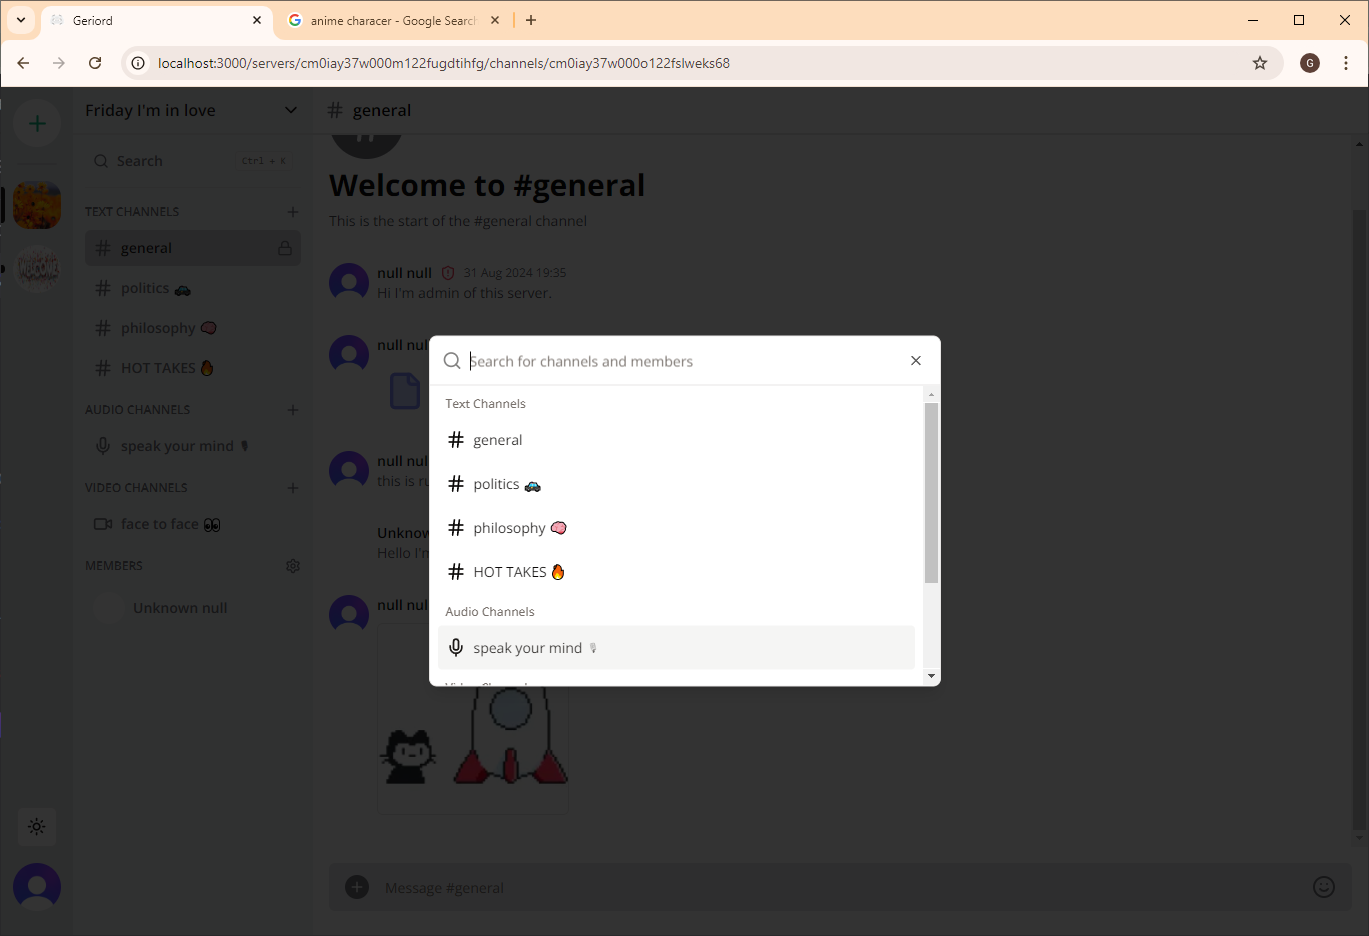 Geriord
anime characer - Google Search
localhost:3000/servers/cm0iay37w000m122fugdtihfg/channels/cm0iay37w000o122fslweks68
G
Friday I'm in love
# general
Search
Ctrl + K
TEXT CHANNELS
# general
# politics
# philosophy
# HOT TAKES
AUDIO CHANNELS
speak your mind
VIDEO CHANNELS
face to face
MEMBERS
Unknown null
WELCOME
Welcome to #general
This is the start of the #general channel
null null 31 Aug 2024 19:35
Hi I'm admin of this server.
null nul
null nul
this is
Unknow
Hello I'm
null nul
Search for channels and members
Text Channels
# general
# politics
# philosophy
# HOT TAKES
Audio Channels
speak your mind
Message #general